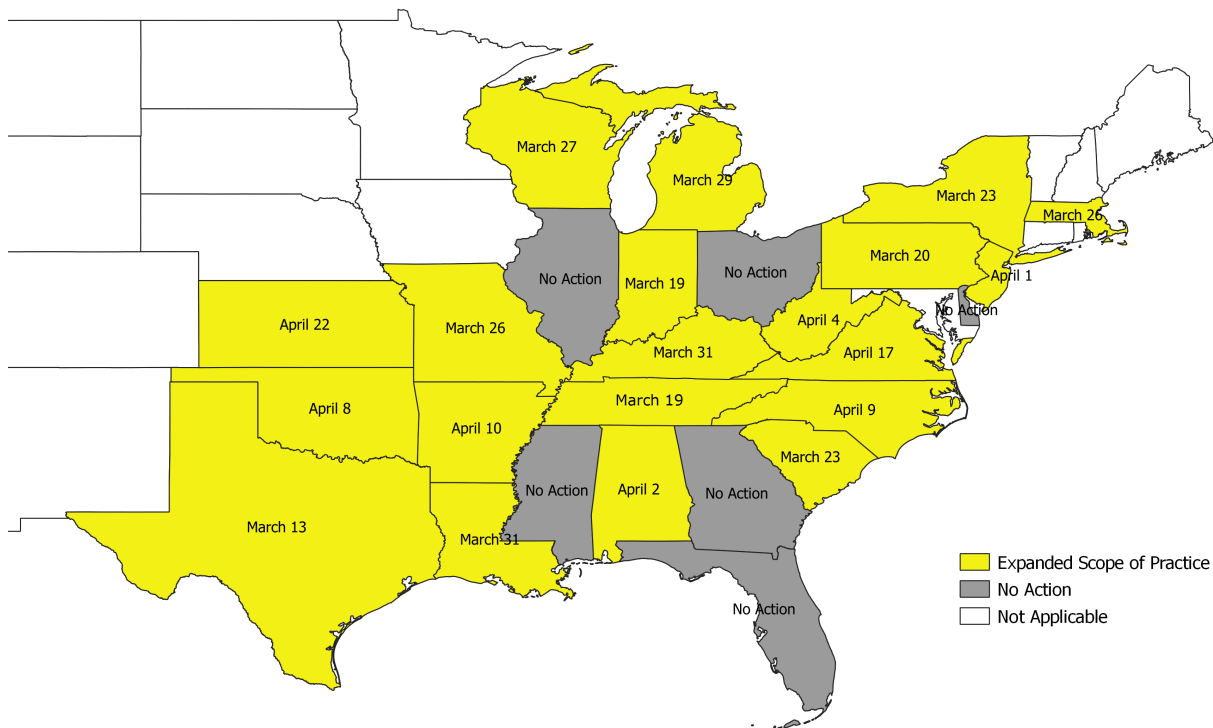 March 27
March 29
March 23
March 26
March 20
No Action
No Action
March 19
April 1
No Action
April 22
March 26
April 4
March 31
April 17
March 19
April 8
April 9
April 10
March 23
No Action
April 2
No Action
March 13
March 31
No Action
Expanded Scope of Practice
No Action
Not Applicable